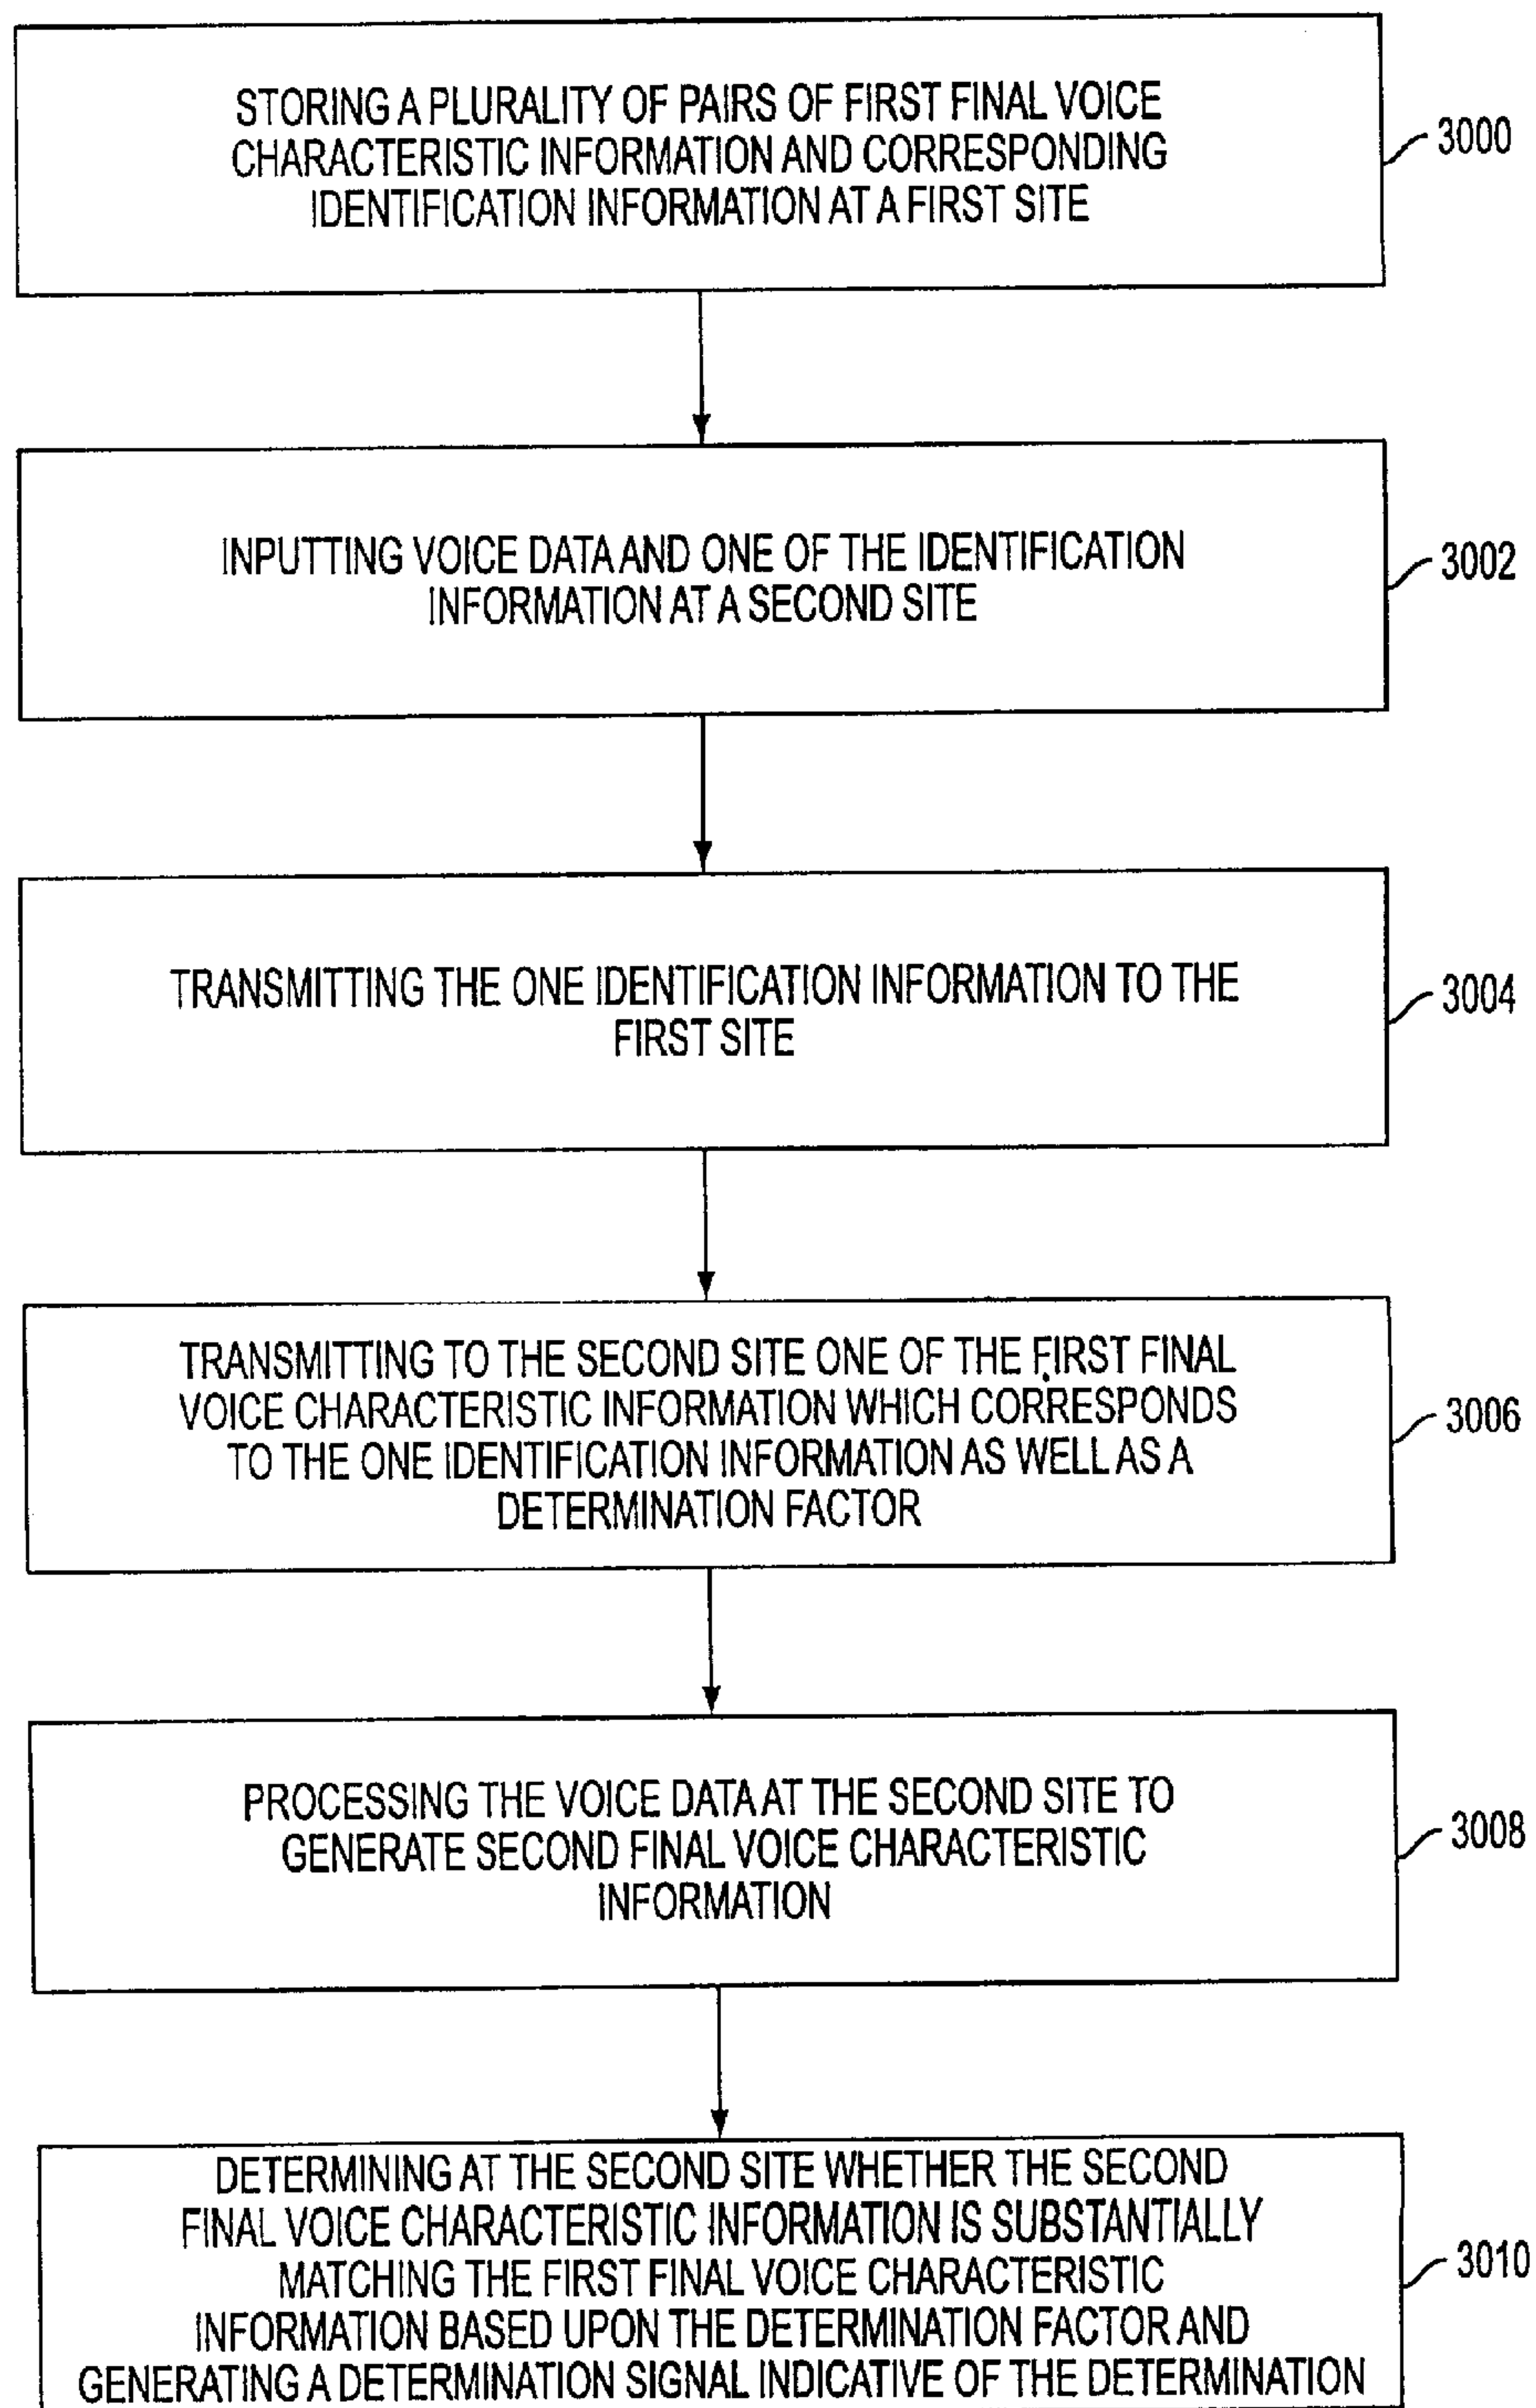 STORING A PLURALITY OF PAIRS OF FIRST FINAL VOICE
CHARACTERISTIC INFORMATION AND CORRESPONDING
IDENTIFICATION INFORMATION AT A FIRST SITE
3000
INPUTTING VOICE DATA AND ONE OF THE IDENTIFICATION
INFORMATION AT A SECOND SITE
3002
TRANSMITTING THE ONE IDENTIFICATION INFORMATION TO THE
FIRST SITE
3004
TRANSMITTING TO THE SECOND SITE ONE OF THE FIRST FINAL
VOICE CHARACTERISTIC INFORMATION WHICH CORRESPONDS
TO THE ONE IDENTIFICATION INFORMATION AS WELL AS A
DETERMINATION FACTOR
3006
PROCESSING THE VOICE DATA AT THE SECOND SITE TO
GENERATE SECOND FINAL VOICE CHARACTERISTIC
INFORMATION
3008
DETERMINING AT THE SECOND SITE WHETHER THE SECOND
FINAL VOICE CHARACTERISTIC INFORMATION IS SUBSTANTIALLY
MATCHING THE FIRST FINAL VOICE CHARACTERISTIC
INFORMATION BASED UPON THE DETERMINATION FACTOR AND
GENERATING A DETERMINATION SIGNAL INDICATIVE OF THE DETERMINATION
3010